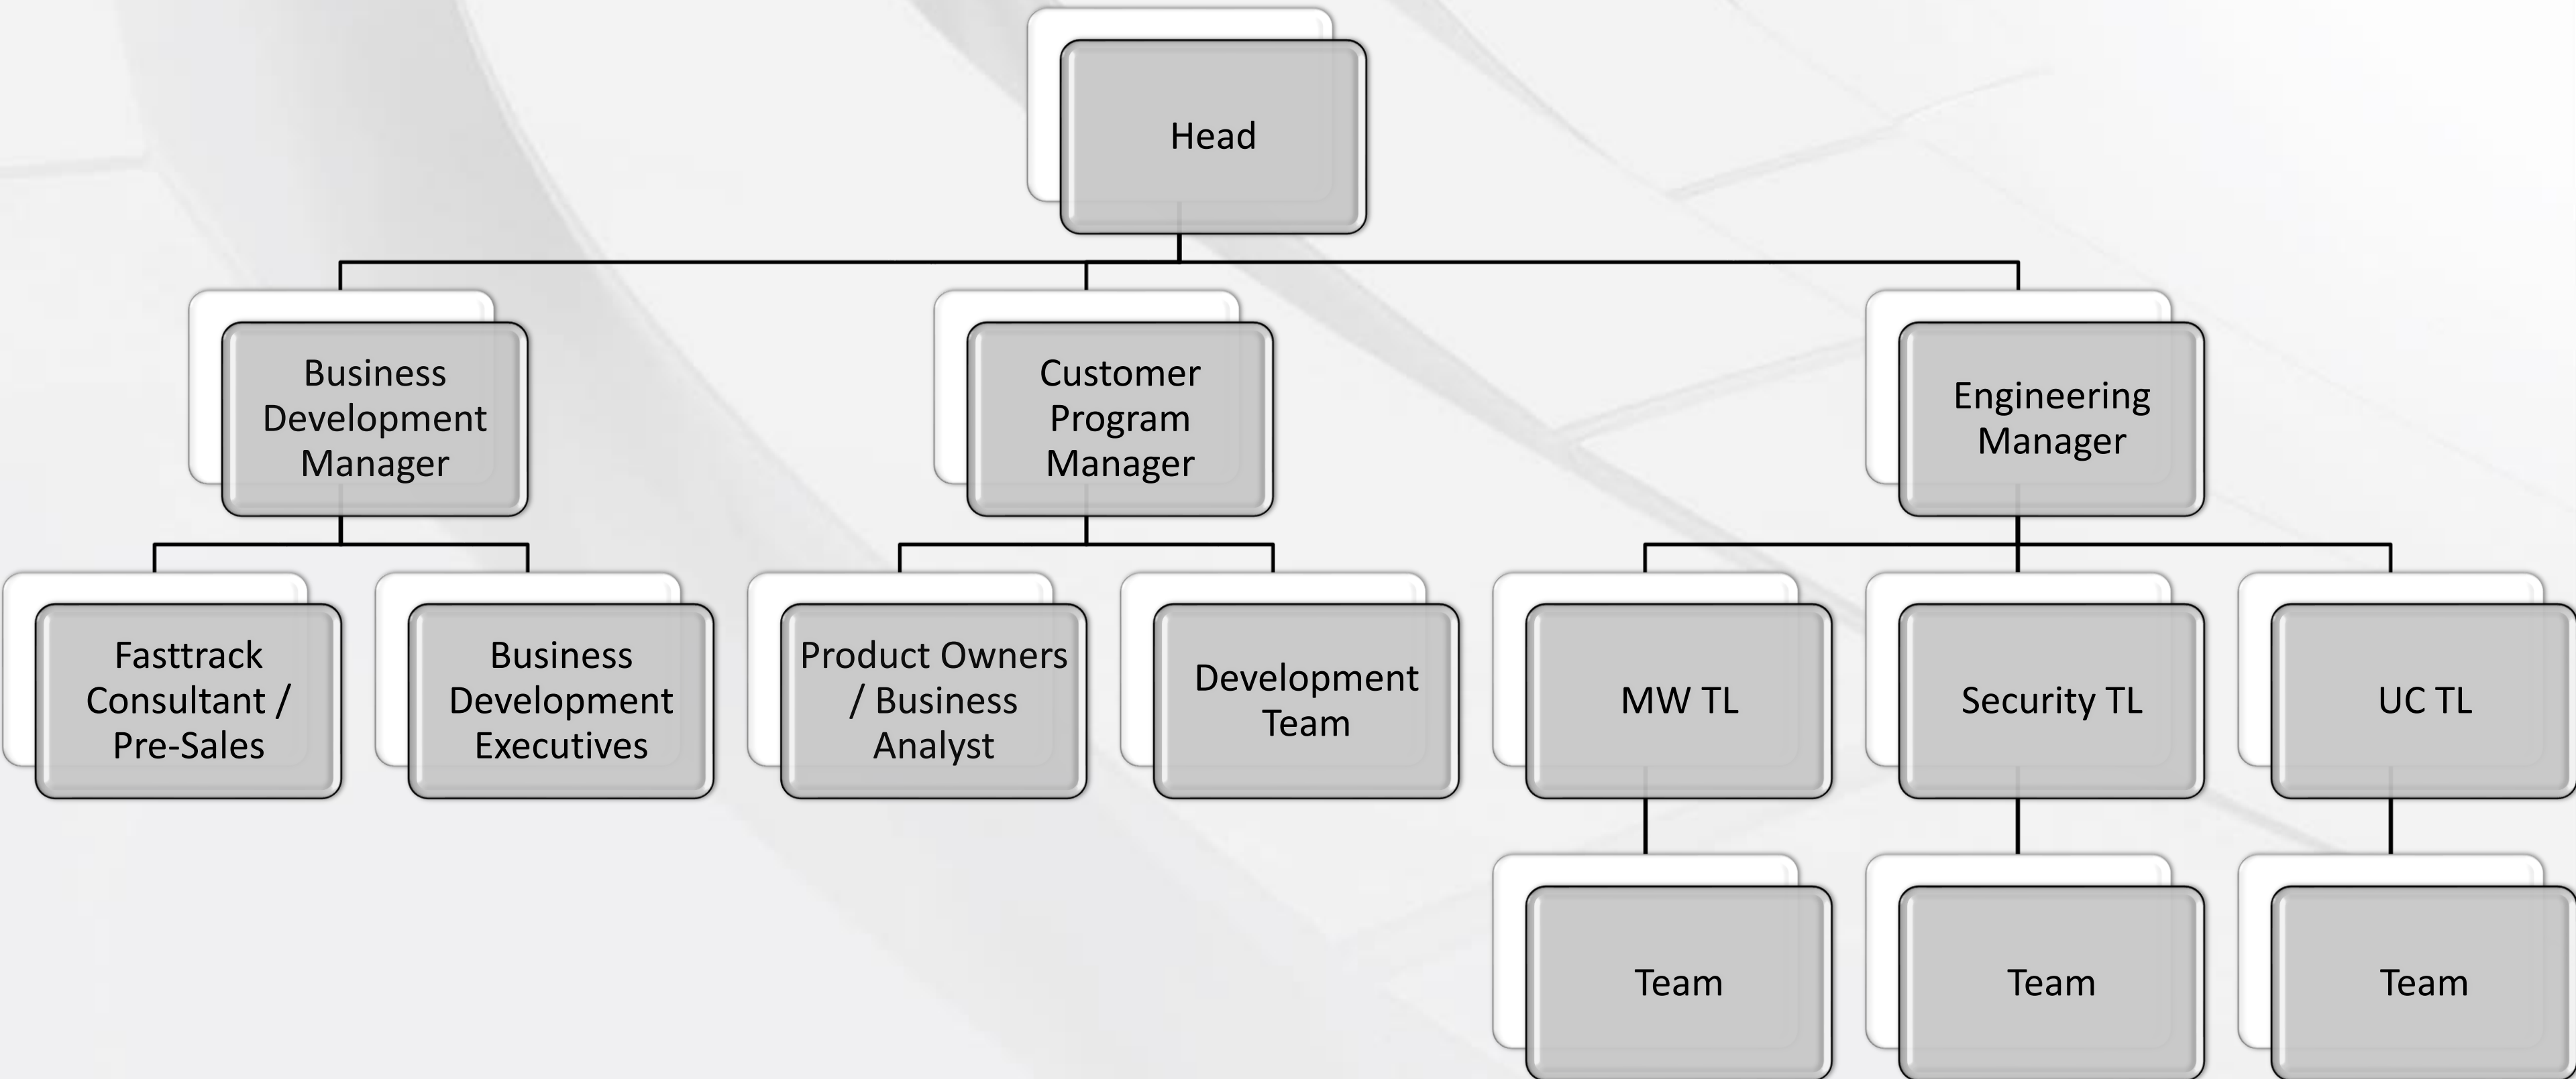 Head
Business
Development
Manager
Customer
Program
Manager
Engineering
Manager
Fasttrack
Consultant /
Pre-Sales
Business
Development
Executives
Product Owners
/ Business
Analyst
Development
Team
MW TL
Security TL
UC TL
Team
Team
Team